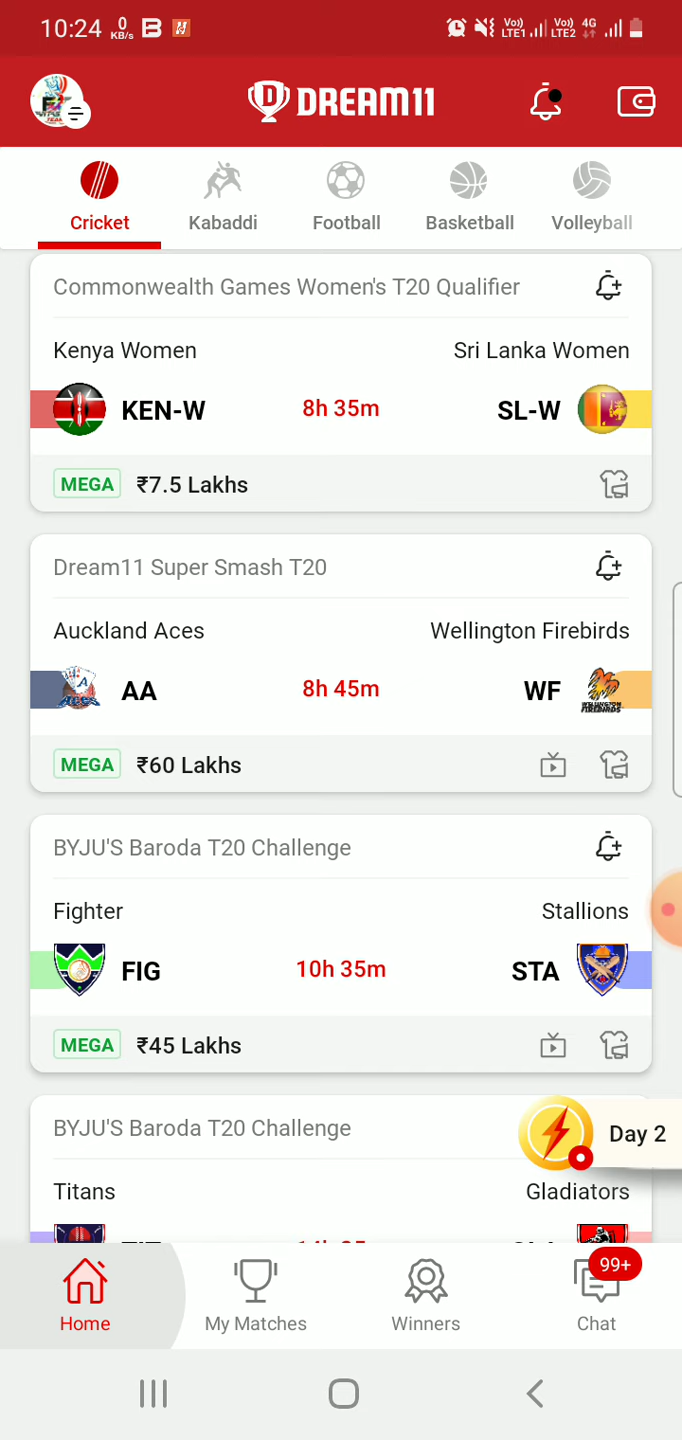 10:24 0 KB/s B Vo) LTE1 Vo) LTE2 4G
D DREAM11
Cricket Kabaddi Football Basketball Volleyball
Commonwealth Games Women's T20 Qualifier
Kenya Women Sri Lanka Women
KEN-W 8h 35m SL-W
MEGA ₹7.5 Lakhs
Dream11 Super Smash T20
Auckland Aces Wellington Firebirds
AA 8h 45m WF
MEGA ₹60 Lakhs
BYJU'S Baroda T20 Challenge
Fighter Stallions
FIG 10h 35m STA
MEGA ₹45 Lakhs
BYJU'S Baroda T20 Challenge
Day 2
Titans Gladiators
99+
Home My Matches Winners Chat